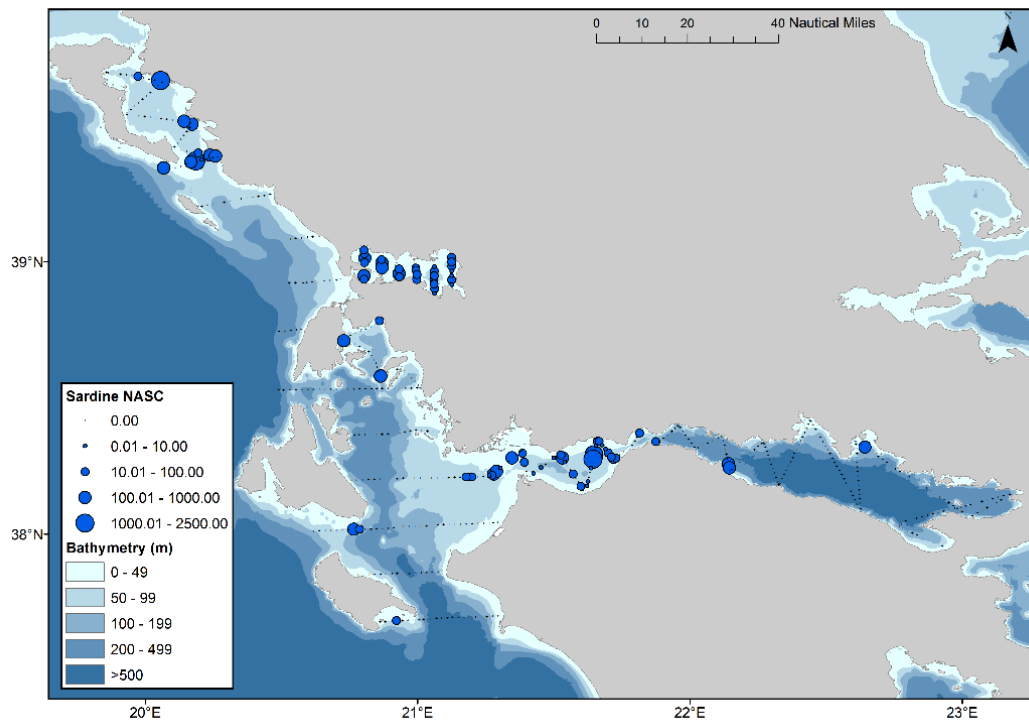 0 10 20 40 Nautical Miles
39°N
Sardine NASC
0.00
0.01 - 10.00
10.01 - 100.00
100.01 - 1000.00
1000.01 - 2500.00
Bathymetry (m)
0 - 49
50 - 99
100 - 199
200 - 499
>500
38°N
20°E 21°E 22°E 23°E